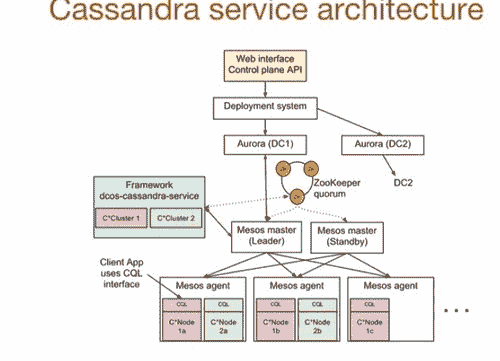 Cassandra service architecture
Web interface
Control plane API
Deployment system
Aurora (DC1)
Aurora (DC2)
DC2
ZooKeeper
quorum
Framework
dcos-cassandra-service
C*Cluster 1
C*Cluster 2
Mesos master
(Leader)
Mesos master
(Standby)
Client App
uses CQL
interface
Mesos agent
Mesos agent
Mesos agent
CQL
CQL
CQL
CQL
CQL
C*Node
1a
C*Node
2a
C*Node
1b
C*Node
2b
C*Node
1c
• • •